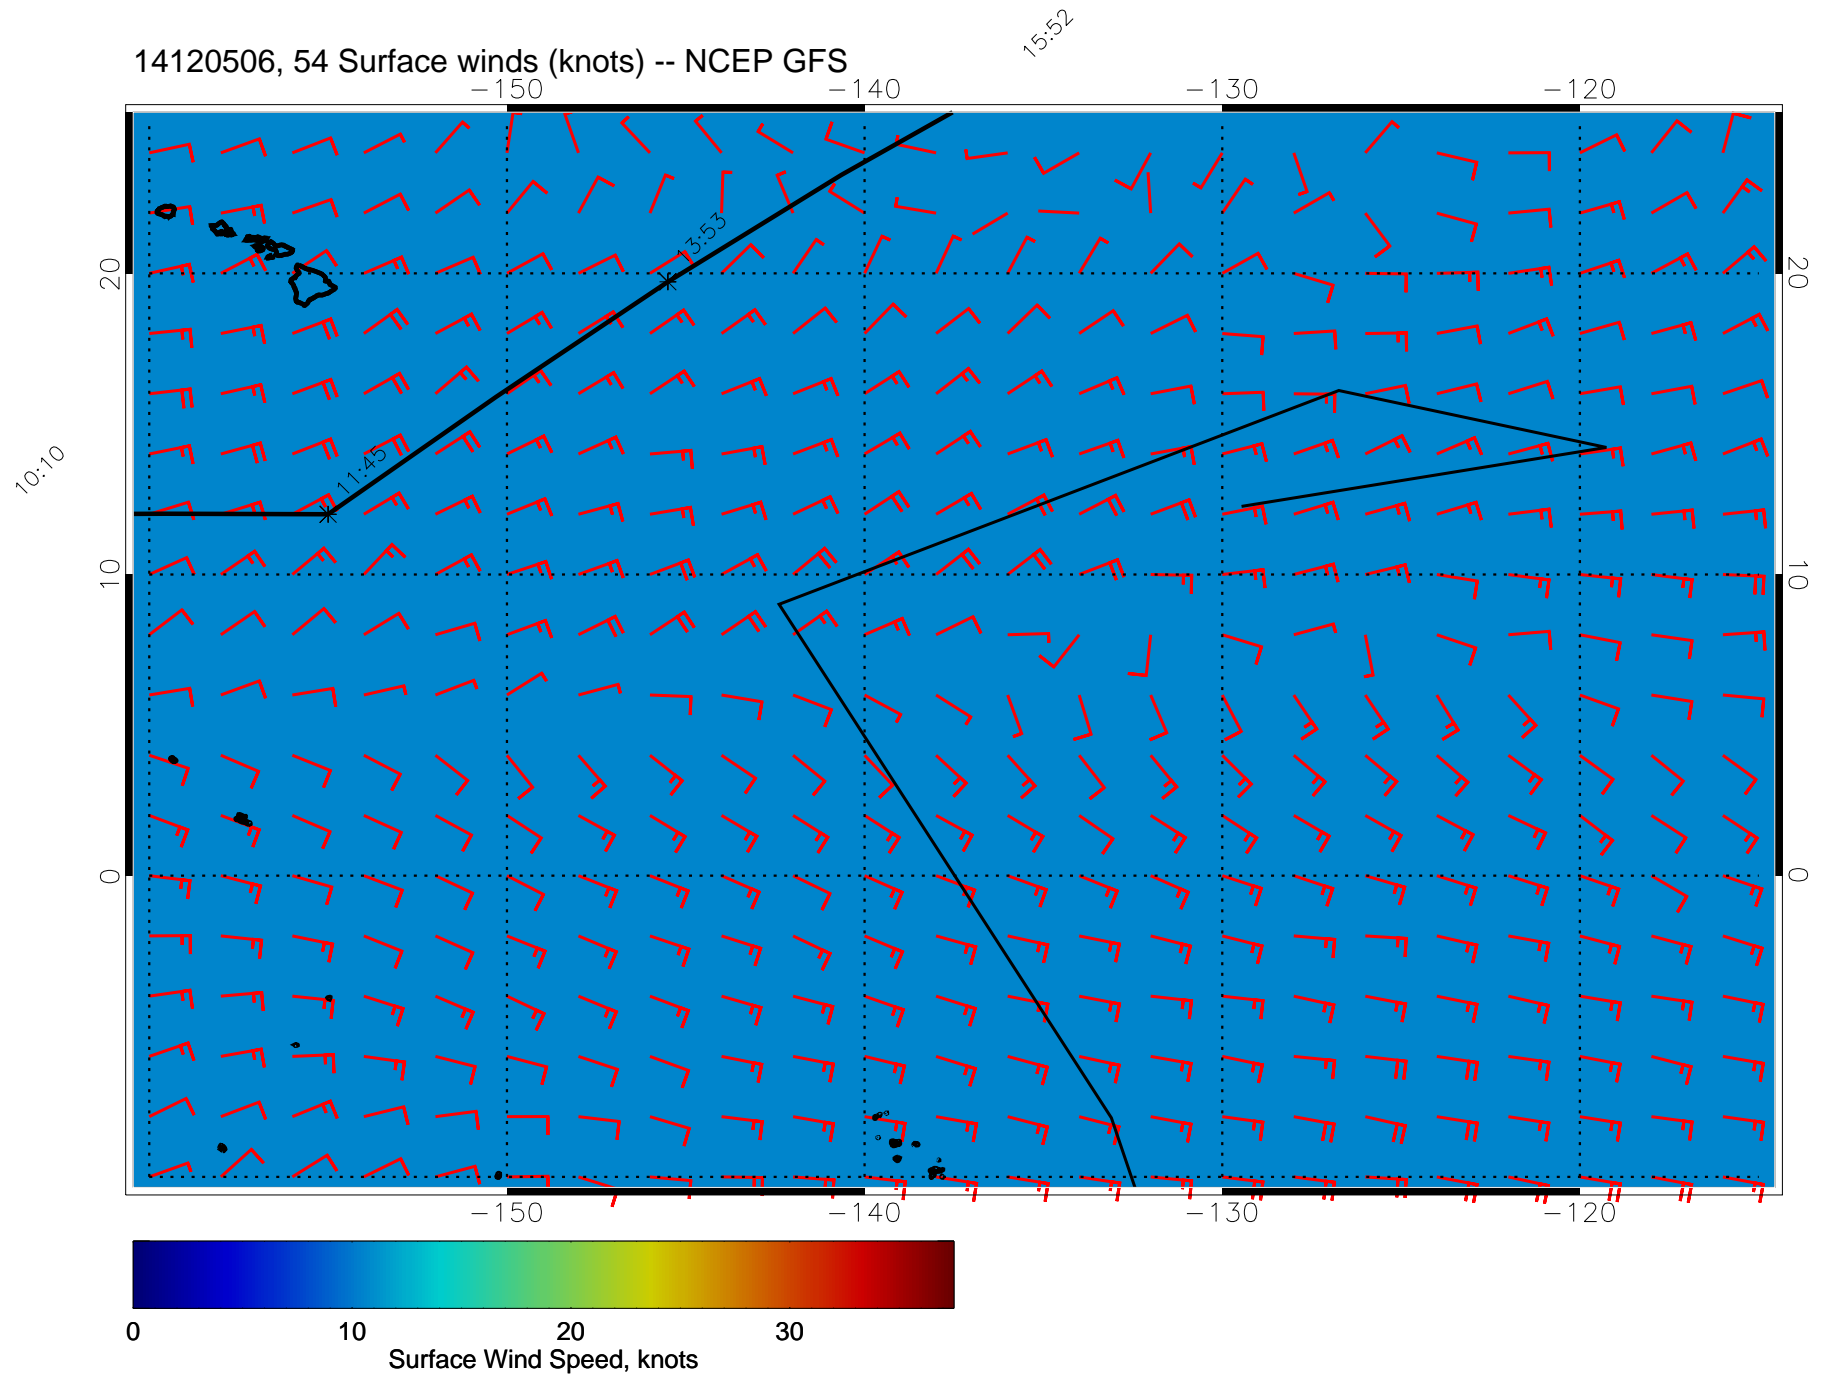 15:52
14120506, 54 Surface winds (knots) -- NCEP GFS
-150 -140 -130 -120
13:53
20 20
10:10
11:45
10 10
0 0
-150 -140 -130 -120
0 10 20 30
Surface Wind Speed, knots